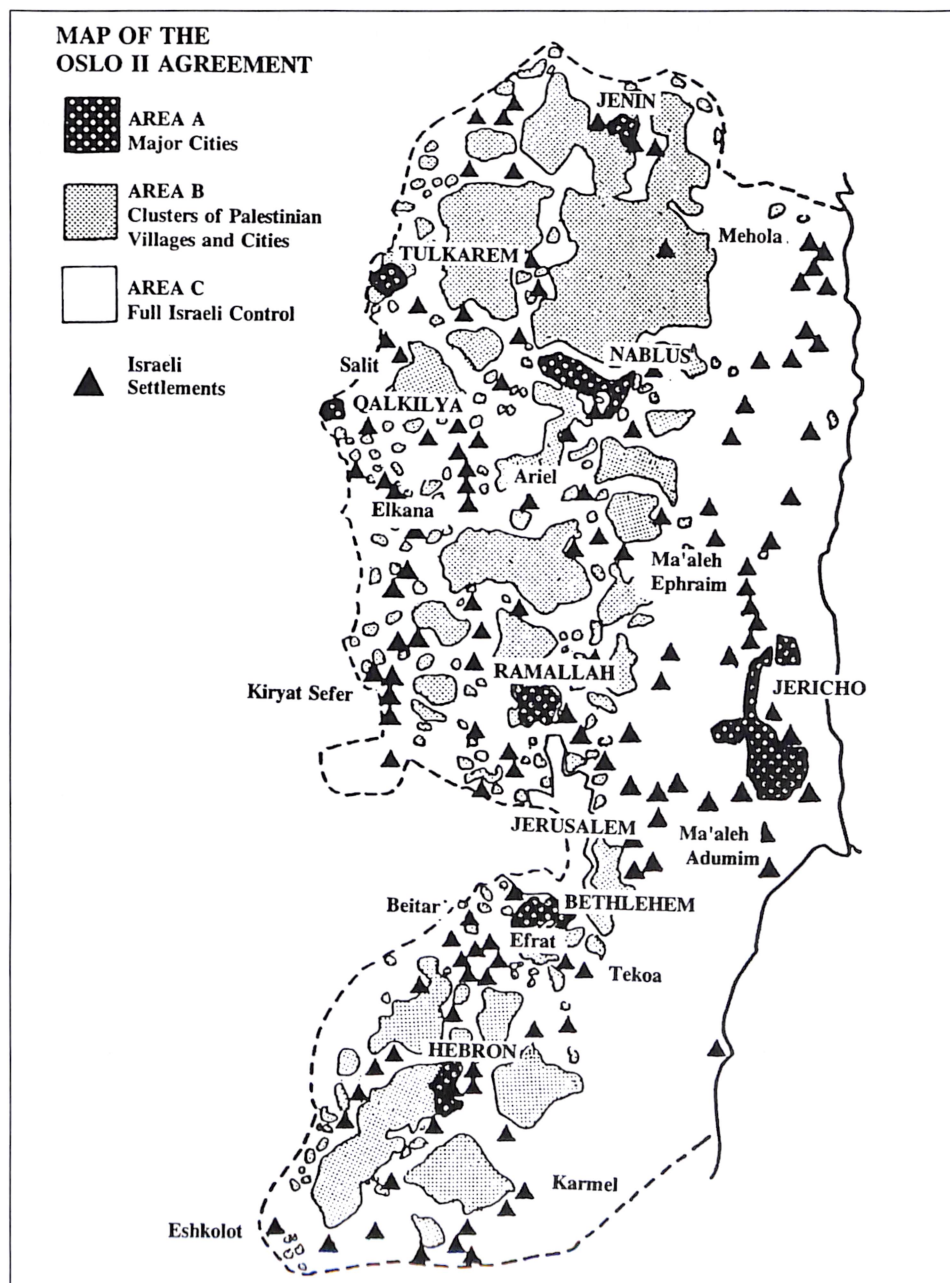 MAP OF THE
OSLO II AGREEMENT
AREA A
Major Cities
AREA B
Clusters of Palestinian
Villages and Cities
AREA C
Full Israeli Control
Israeli
Settlements
JENIN
Mehola
TULKAREM
NABLUS
Salit
QALKILYA
Ariel
Elkana
Ma'aleh
Ephraim
RAMALLAH
JERICHO
Kiryat Sefer
JERUSALEM
Ma'aleh
Adumim
Beitar
BETHLEHEM
Efrat
Tekoa
HEBRON
Karmel
Eshkolot